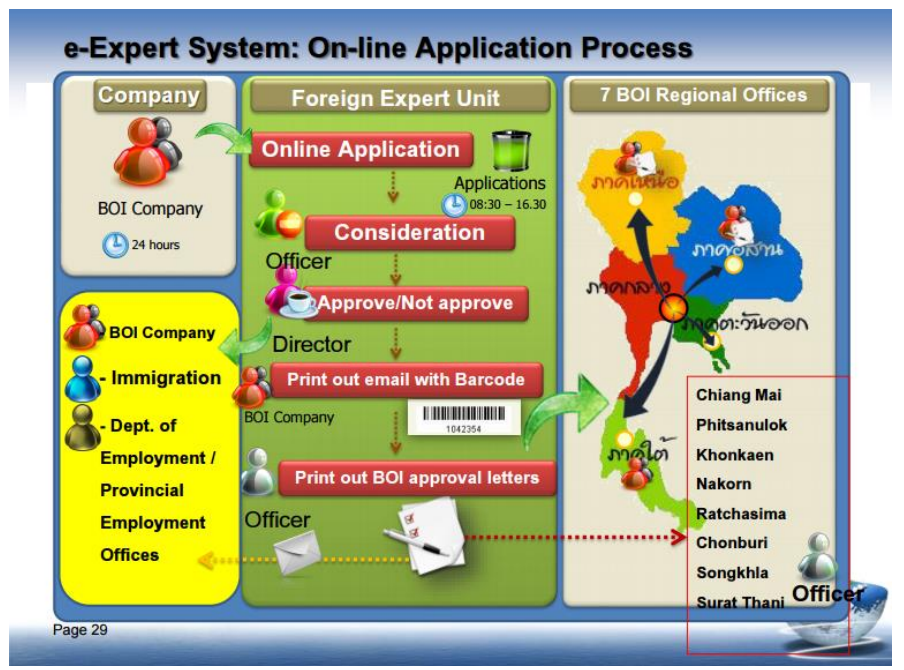 e-Expert System: On-line Application Process
Company
BOI Company
24 hours
- BOI Company
- Immigration
- Dept. of
Employment /
Provincial
Employment
Offices
Foreign Expert Unit
Online Application
Applications
08:30 – 16.30
Consideration
Officer
Approve/Not approve
Director
Print out email with Barcode
BOI Company
1042354
Print out BOI approval letters
Officer
7 BOI Regional Offices
ภาคเหนือ
ภาคอีสาน
ภาคกลาง
ภาคตะวันออก
ภาคใต้
Chiang Mai
Phitsanulok
Khonkaen
Nakorn
Ratchasima
Chonburi
Songkhla
Surat Thani
Officer
Page 29